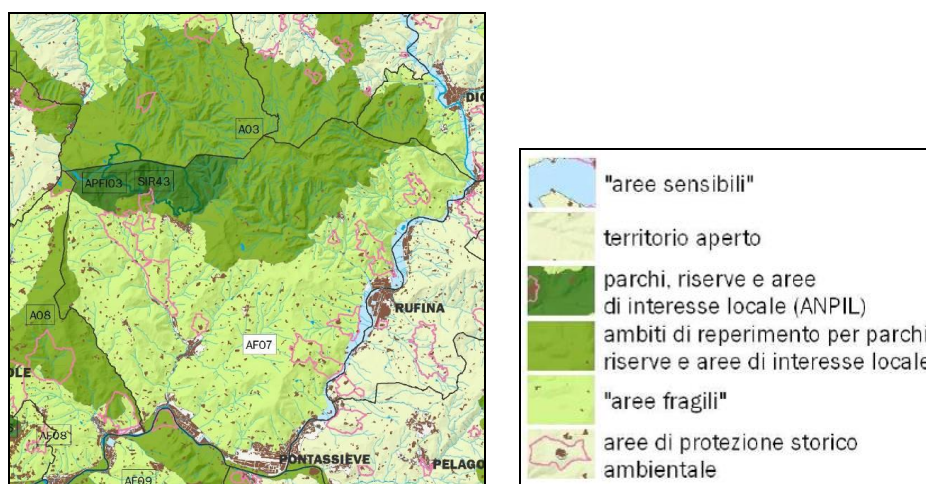 DIC
A03
APFI03
SIR43
A08
RUFINA
AF07
OLE
AF08
PONTASSIEVE
PELAGO
AF09
"aree sensibili"
territorio aperto
parchi, riserve e aree
di interesse locale (ANPIL)
ambiti di reperimento per parchi
riserve e aree di interesse locale
"aree fragili"
aree di protezione storico
ambientale